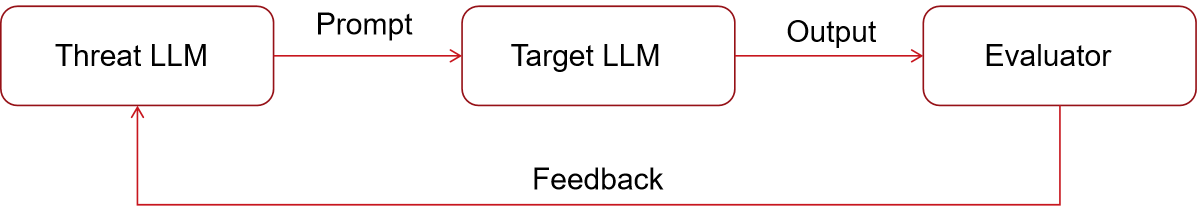 Threat LLM
Prompt
Target LLM
Output
Evaluator
Feedback